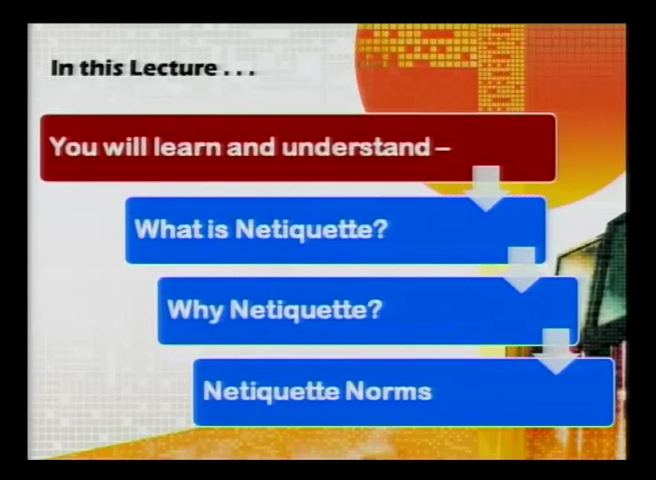 In this Lecture . . .
You will learn and understand –
What is Netiquette?
Why Netiquette?
Netiquette Norms